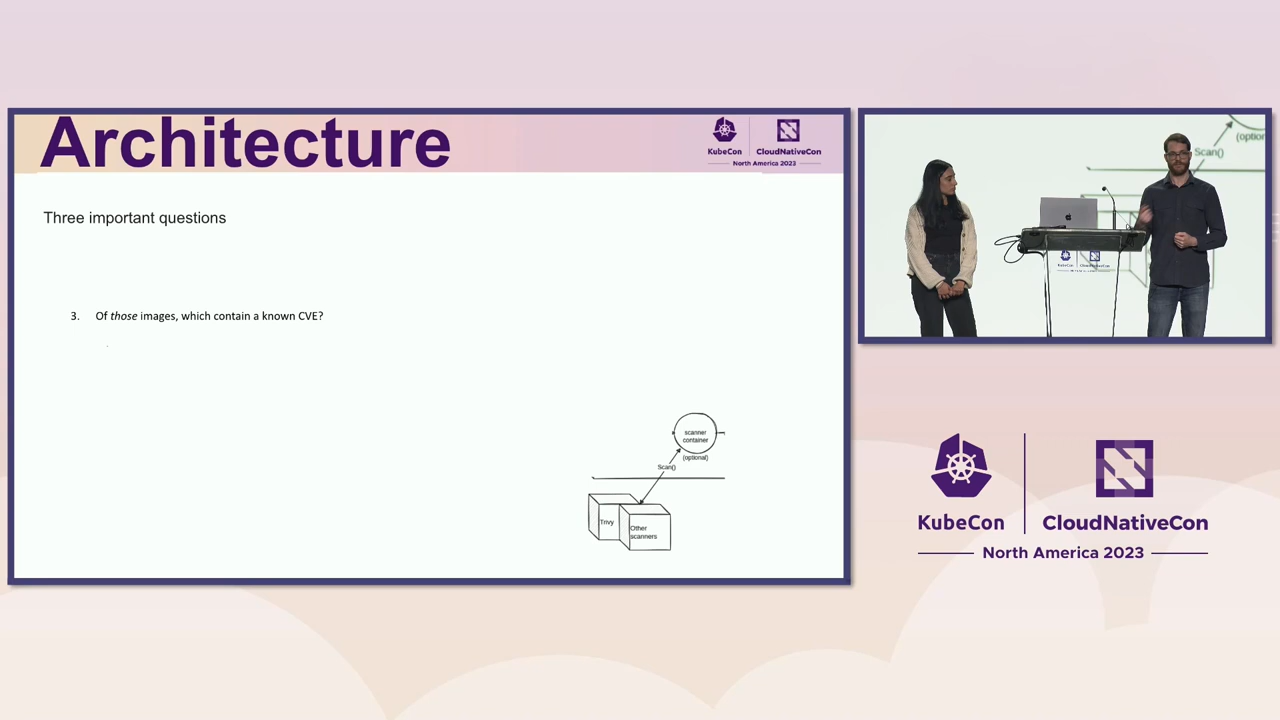 Architecture
KubeCon
CloudNativeCon
North America 2023
Three important questions
3. Of those images, which contain a known CVE?
scanner
container
(optional)
Scan()
Trivy
Other
scanners
Scan()
KubeCon
CloudNativeCon
North America 2023